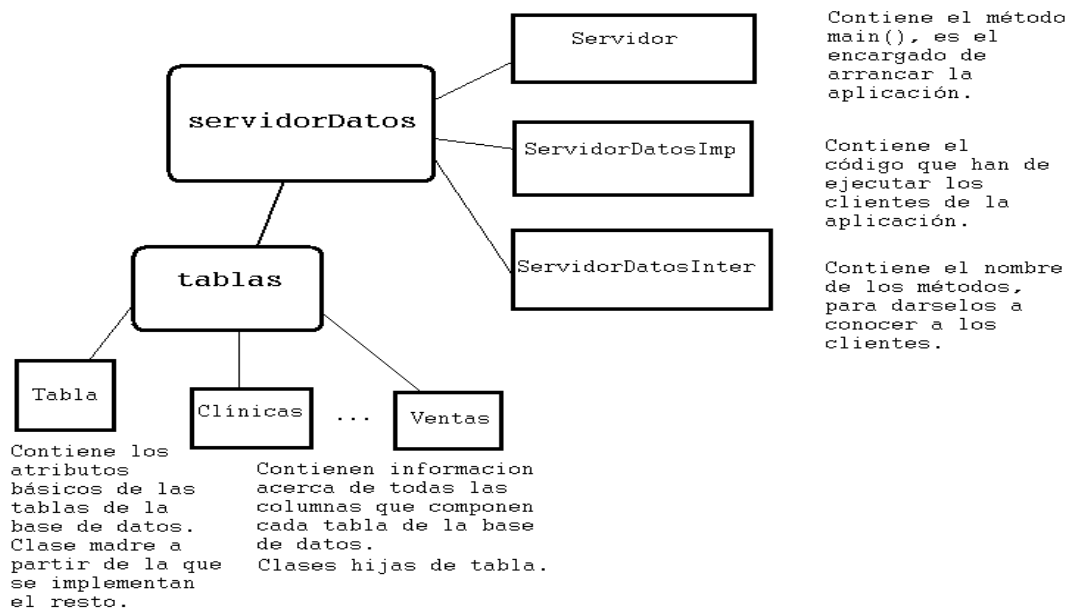 Servidor
Contiene el método
main(), es el
encargado de
arrancar la
aplicación.
servidorDatos
ServidorDatosImp
Contiene el
código que han de
ejecutar los
clientes de la
aplicación.
ServidorDatosInter
Contiene el nombre
de los métodos,
para darselos a
conocer a los
clientes.
tablas
Tabla
Clínicas
...
Ventas
Contiene los
atributos
básicos de las
tablas de la
base de datos.
Clase madre a
partir de la que
se implementan
el resto.
Contienen informacion
acerca de todas las
columnas que componen
cada tabla de la base
de datos.
Clases hijas de tabla.